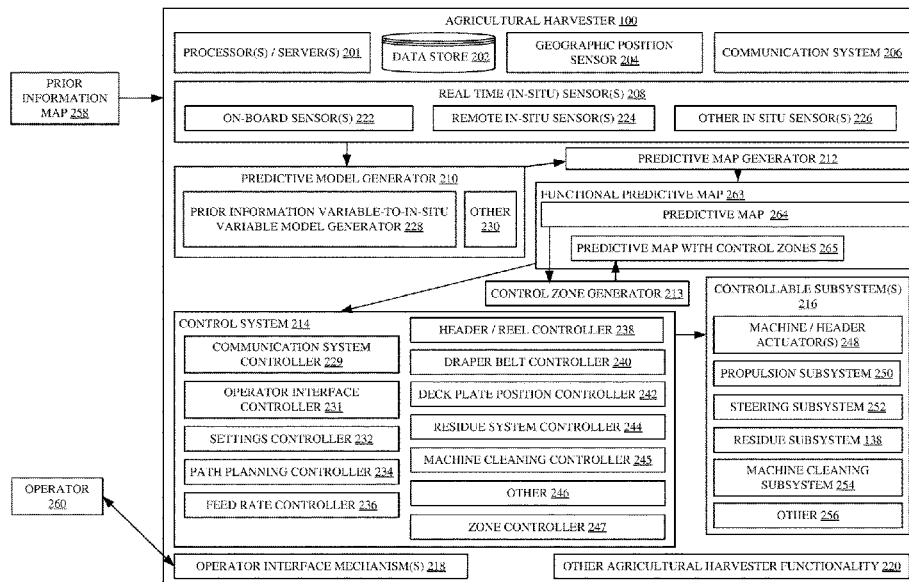 AGRICULTURAL HARVESTER 100
PROCESSOR(S) / SERVER(S) 201
DATA STORE 202
GEOGRAPHIC POSITION
SENSOR 204
COMMUNICATION SYSTEM 206
PRIOR
INFORMATION
MAP 258
REAL TIME (IN-SITU) SENSOR(S) 208
ON-BOARD SENSOR(S) 222
REMOTE IN-SITU SENSOR(S) 224
OTHER IN SITU SENSOR(S) 226
PREDICTIVE MODEL GENERATOR 210
PRIOR INFORMATION VARIABLE-TO-IN-SITU
VARIABLE MODEL GENERATOR 228
OTHER
230
PREDICTIVE MAP GENERATOR 212
FUNCTIONAL PREDICTIVE MAP 263
PREDICTIVE MAP 264
PREDICTIVE MAP WITH CONTROL ZONES 265
CONTROL ZONE GENERATOR 213
CONTROL SYSTEM 214
COMMUNICATION SYSTEM
CONTROLLER 229
OPERATOR INTERFACE
CONTROLLER 231
SETTINGS CONTROLLER 232
PATH PLANNING CONTROLLER 234
FEED RATE CONTROLLER 236
HEADER / REEL CONTROLLER 238
DRAPER BELT CONTROLLER 240
DECK PLATE POSITION CONTROLLER 242
RESIDUE SYSTEM CONTROLLER 244
MACHINE CLEANING CONTROLLER 245
OTHER 246
ZONE CONTROLLER 247
CONTROLLABLE SUBSYSTEM(S)
216
MACHINE / HEADER
ACTUATOR(S) 248
PROPULSION SUBSYSTEM 250
STEERING SUBSYSTEM 252
RESIDUE SUBSYSTEM 138
MACHINE CLEANING
SUBSYSTEM 254
OTHER 256
OPERATOR
260
OPERATOR INTERFACE MECHANISM(S) 218
OTHER AGRICULTURAL HARVESTER FUNCTIONALITY 220